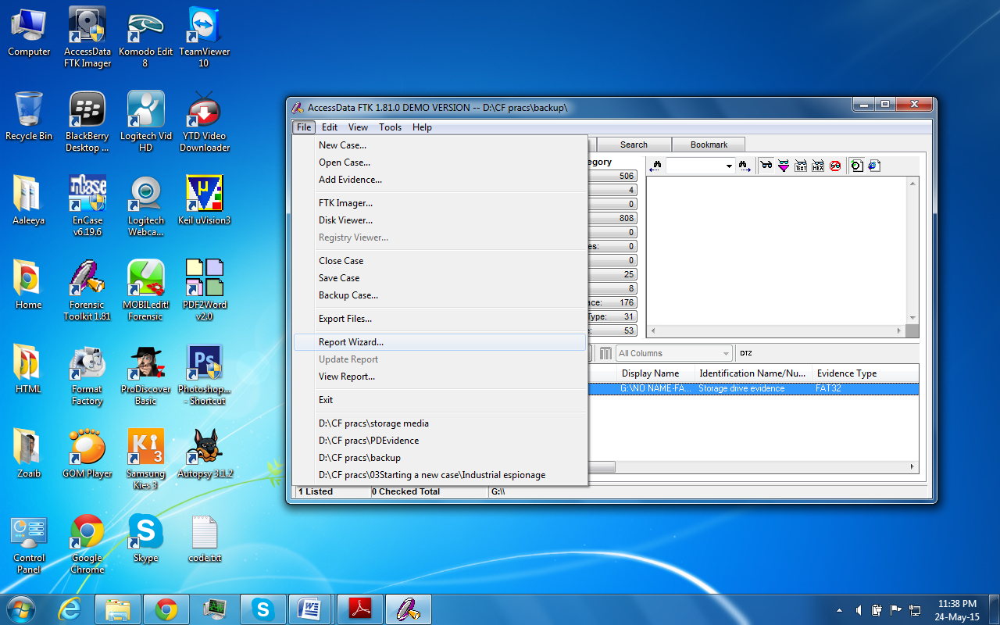 Computer
AccessData
FTK Imager
Komodo Edit
8
TeamViewer
10
Recycle Bin
BlackBerry
Desktop ...
Logitech Vid
HD
YTD Video
Downloader
Aaleeya
EnCase
v6.19.6
Logitech
Webca...
Keil uVision3
Home
Forensic
Toolkit 1.81
MOBILedit!
Forensic
PDF2Word
v2.0
HTML
Format
Factory
ProDiscover
Basic
Photoshop...
- Shortcut
Zoaib
GOM Player
Samsung
Kies 3
Autopsy 3.1.2
Control
Panel
Google
Chrome
Skype
code.txt
AccessData FTK 1.81.0 DEMO VERSION -- D:\CF pracs\backup\
File Edit View Tools Help
New Case...
Open Case...
Add Evidence...
FTK Imager...
Disk Viewer...
Registry Viewer...
Close Case
Save Case
Backup Case...
Export Files...
Report Wizard...
Update Report
View Report...
Exit
D:\CF pracs\storage media
D:\CF pracs\PDEvidence
D:\CF pracs\backup
D:\CF pracs\03Starting a new case\Industrial espionage
Search Bookmark
egory
506
4
0
808
0
es: 0
0
25
8
ace: 176
Type: 31
: 53
TEXT HEX
All Columns DTZ
Display Name Identification Name/Nu... Evidence Type
G:\NO NAME-FA... Storage drive evidence FAT32
1 Listed 0 Checked Total G:\\
11:38 PM
24-May-15